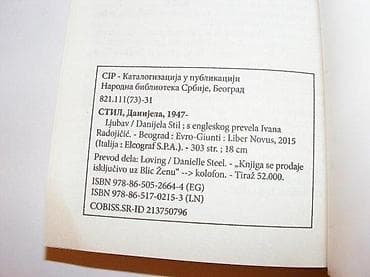 CIP - Каталогизација у публикацији
Народна библиотека Србије, Београд
821.111(73)-31
СТИЛ, Данијела, 1947-
Ljubav / Danijela Stil ; s engleskog prevela Ivana
Radojičić. - Beograd : Evro-Giunti : Liber Novus, 2015
(Italija : Elcograf S.P.A.). - 303 str. ; 18 cm
Prevod dela: Loving / Danielle Steel. - „Knjiga se prodaje
isključivo uz Blic Ženu“ --> kolofon. - Tiraž 52.000.
ISBN 978-86-505-2664-4 (EG)
ISBN 978-86-517-0215-3 (LN)
COBISS.SR-ID 213750796